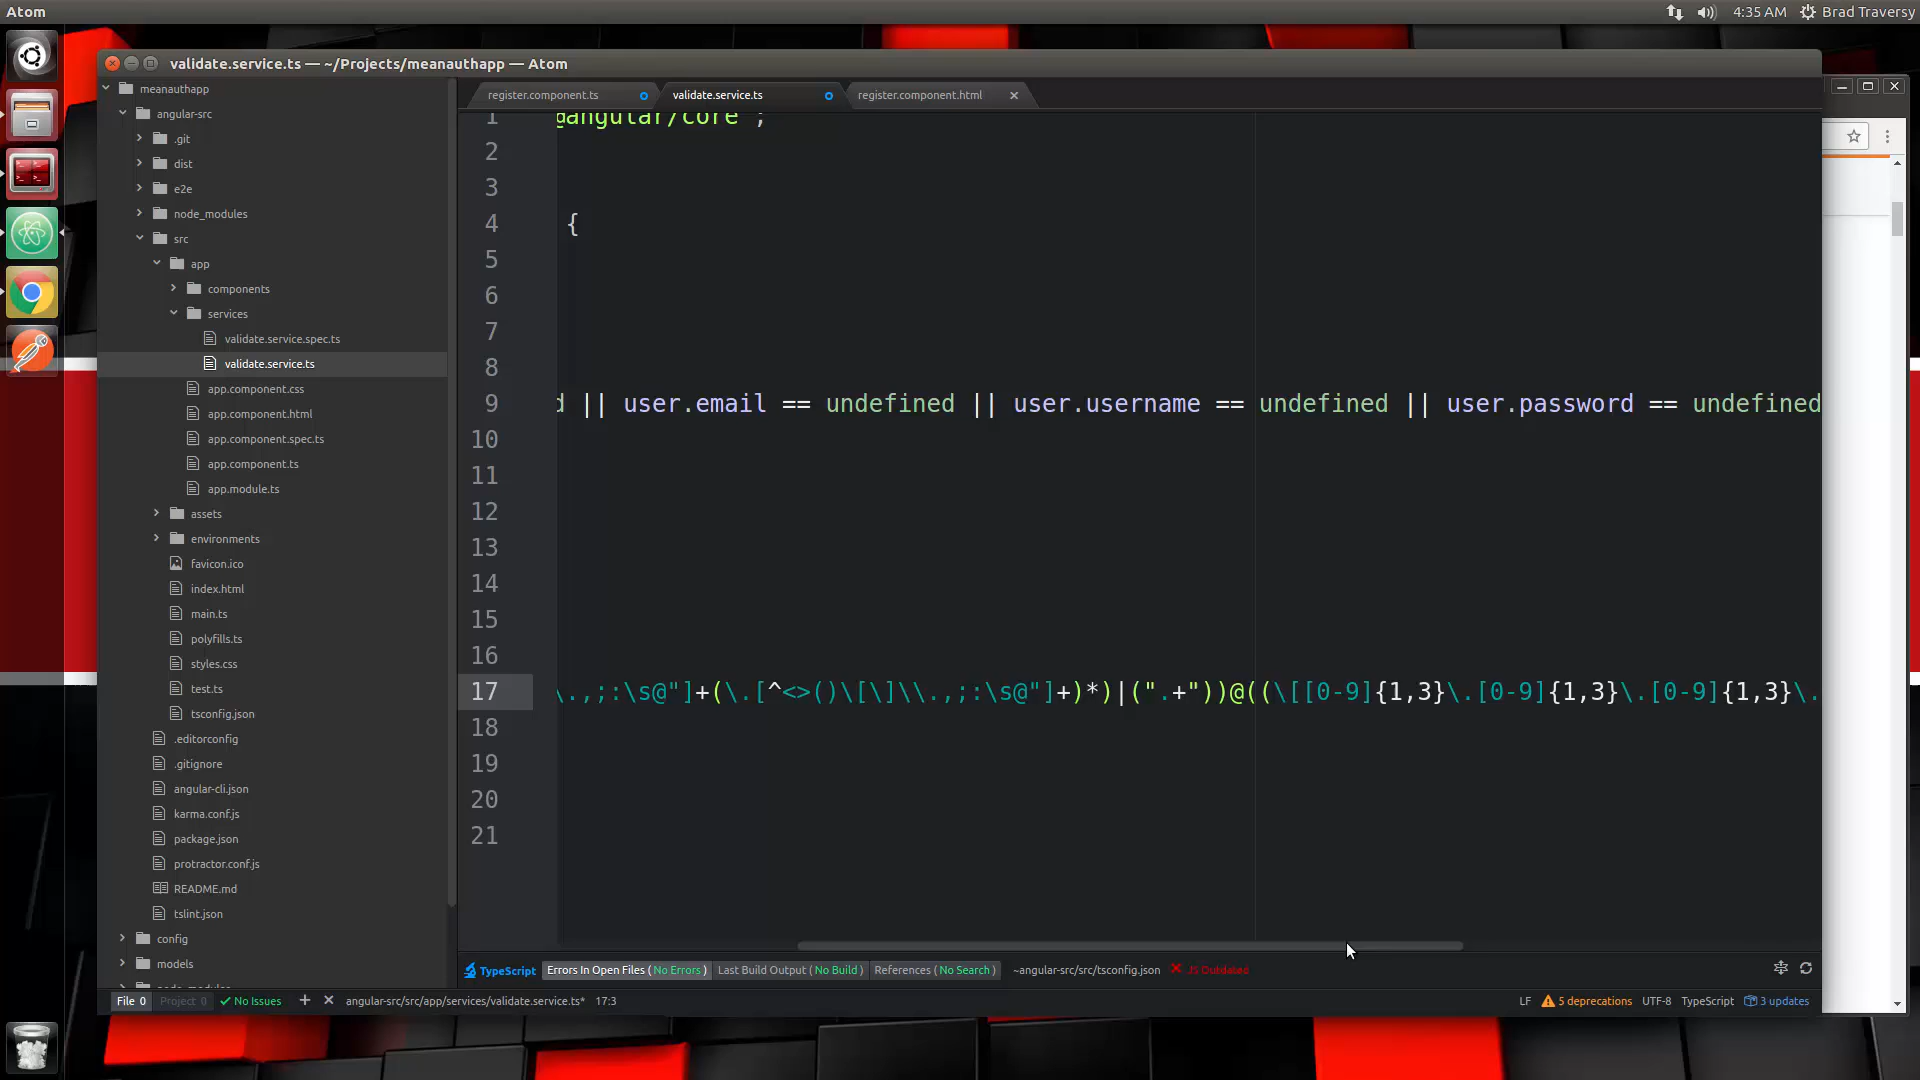 Atom
4:35 AM
Brad Traversy
validate.service.ts — ~/Projects/meanauthapp — Atom
meanauthapp
angular-src
.git
dist
e2e
node_modules
src
app
components
services
validate.service.spec.ts
validate.service.ts
app.component.css
app.component.html
app.component.spec.ts
app.component.ts
app.module.ts
assets
environments
favicon.ico
index.html
main.ts
polyfills.ts
styles.css
test.ts
tsconfig.json
.editorconfig
.gitignore
angular-cli.json
karma.conf.js
package.json
protractor.conf.js
README.md
tslint.json
config
models
register.component.ts
validate.service.ts
register.component.html
1 @angular/core';
2
3
4 {
5
6
7
8
9 d || user.email == undefined || user.username == undefined || user.password == undefined
10
11
12
13
14
15
16
17 \.,;:\s@"]+(\.[^<>()\[\]\\.,;:\s@"]+)*)|(".+"))@((\[[0-9]{1,3}\.[0-9]{1,3}\.[0-9]{1,3}\.
18
19
20
21
TypeScript Errors In Open Files ( No Errors ) Last Build Output ( No Build ) References ( No Search ) ~angular-src/src/tsconfig.json JS Outdated
File 0 Project 0 No Issues + angular-src/src/app/services/validate.service.ts* 17:3 LF 5 deprecations UTF-8 TypeScript 3 updates